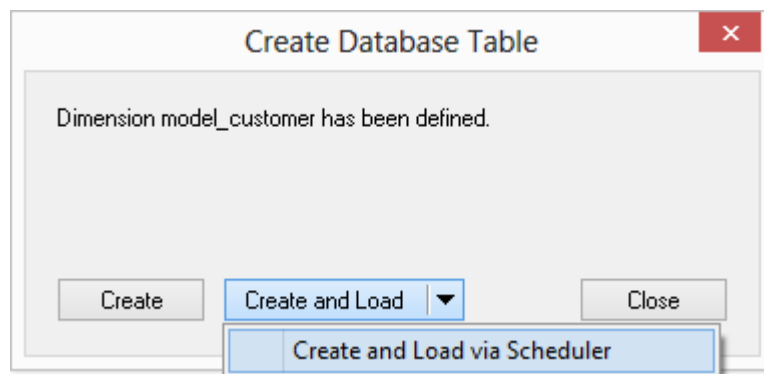 Create Database Table
Dimension model_customer has been defined.
Create
Create and Load
Close
Create and Load via Scheduler